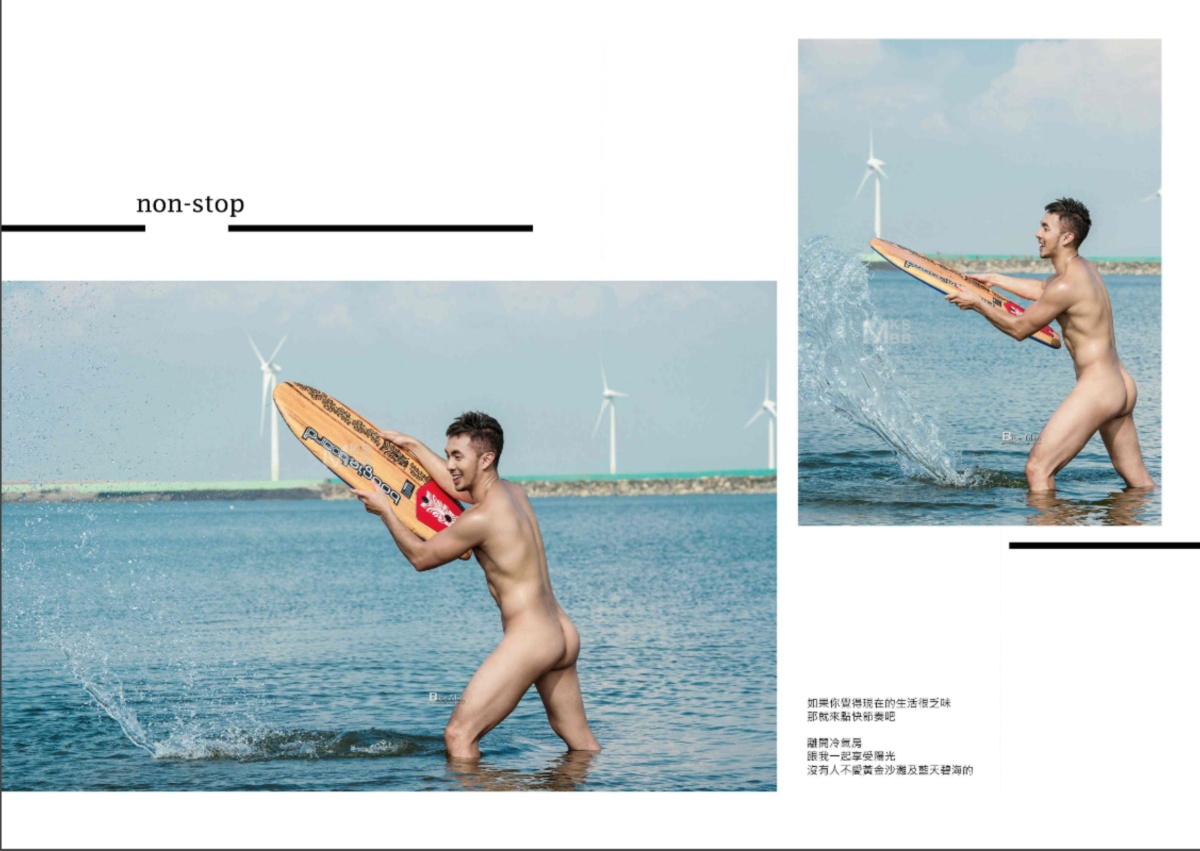 non-stop
boogieboard
如果你覺得現在的生活很乏味
那就來點快節奏吧
離開冷氣房
跟我一起享受陽光
沒有人不愛黃金沙灘及藍天碧海的